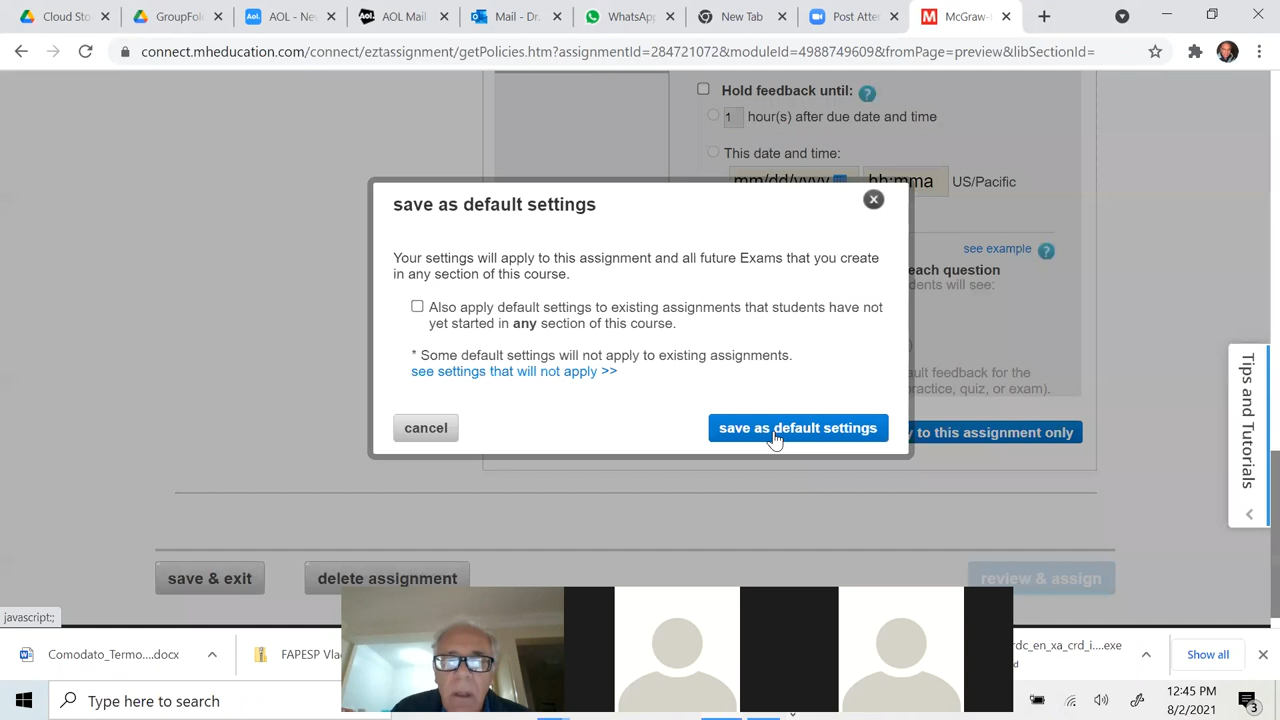 Cloud Sto
GroupFol
AOL - Ne
AOL Mail
Mail - Dr.
WhatsApp
New Tab
Post Atter
McGraw-
connect.mheducation.com/connect/eztassignment/getPolicies.htm?assignmentId=284721072&moduleId=4988749609&fromPage=preview&libSectionId=
Hold feedback until: ?
1 hour(s) after due date and time
This date and time:
mm/dd/yyyy hh:mma US/Pacific
save as default settings
see example ?
Your settings will apply to this assignment and all future Exams that you create
in any section of this course.
each question
dents will see:
Also apply default settings to existing assignments that students have not
yet started in any section of this course.
* Some default settings will not apply to existing assignments.
see settings that will not apply >>
ault feedback for the
practice, quiz, or exam).
cancel
save as default settings
y to this assignment only
Tips and Tutorials
save & exit
delete assignment
review & assign
javascript:;
Comodato_Termo....docx
FAPESP Vla
rdc_en_xa_crd_i....exe
Show all
Type here to search
12:45 PM
8/2/2021
3